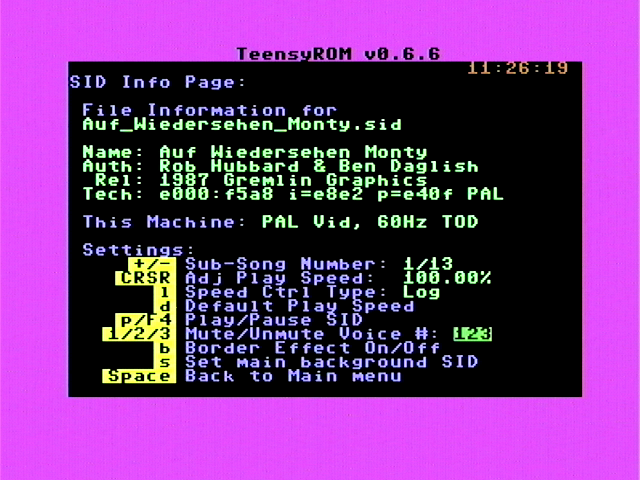 TeensyROM v0.6.6
11:26:19
SID Info Page:
File Information for
Auf_Wiedersehen_Monty.sid
Name: Auf Wiedersehen Monty
Auth: Rob Hubbard & Ben Daglish
Rel: 1987 Gremlin Graphics
Tech: e000:f5a8 i=e8e2 p=e40f PAL
This Machine: PAL Vid, 60Hz TOD
Settings:
+/- Sub-Song Number: 1/13
CRSR Adj Play Speed: 100.00%
l Speed Ctrl Type: Log
d Default Play Speed
p/F4 Play/Pause SID
1/2/3 Mute/Unmute Voice #: 123
b Border Effect On/Off
s Set main background SID
Space Back to Main menu